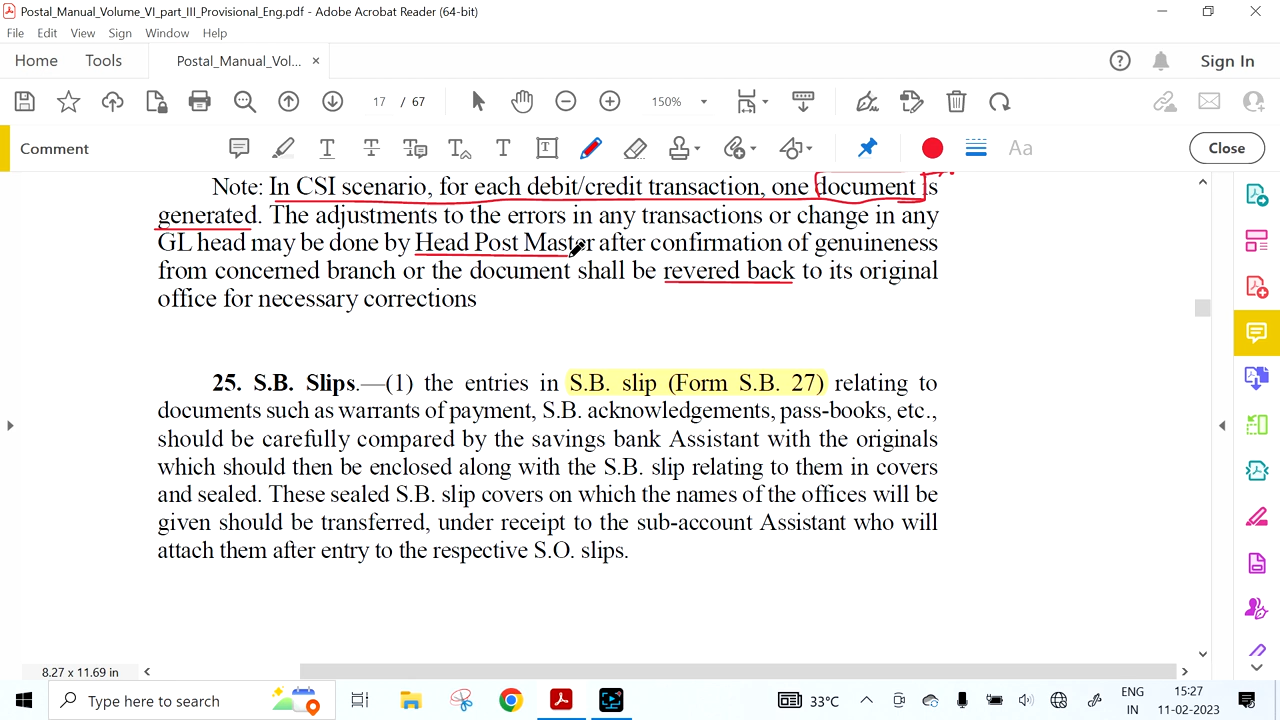 Postal_Manual_Volume_VI_part_III_Provisional_Eng.pdf - Adobe Acrobat Reader (64-bit)
File Edit View Sign Window Help
Home Tools Postal_Manual_Vol... × Sign In
17 / 67 150%
Comment Aa Close
Note: In CSI scenario, for each debit/credit transaction, one document is
generated. The adjustments to the errors in any transactions or change in any
GL head may be done by Head Post Master after confirmation of genuineness
from concerned branch or the document shall be revered back to its original
office for necessary corrections
25. S.B. Slips.—(1) the entries in S.B. slip (Form S.B. 27) relating to
documents such as warrants of payment, S.B. acknowledgements, pass-books, etc.,
should be carefully compared by the savings bank Assistant with the originals
which should then be enclosed along with the S.B. slip relating to them in covers
and sealed. These sealed S.B. slip covers on which the names of the offices will be
given should be transferred, under receipt to the sub-account Assistant who will
attach them after entry to the respective S.O. slips.
8.27 x 11.69 in
Type here to search 33°C ENG 15:27
IN 11-02-2023